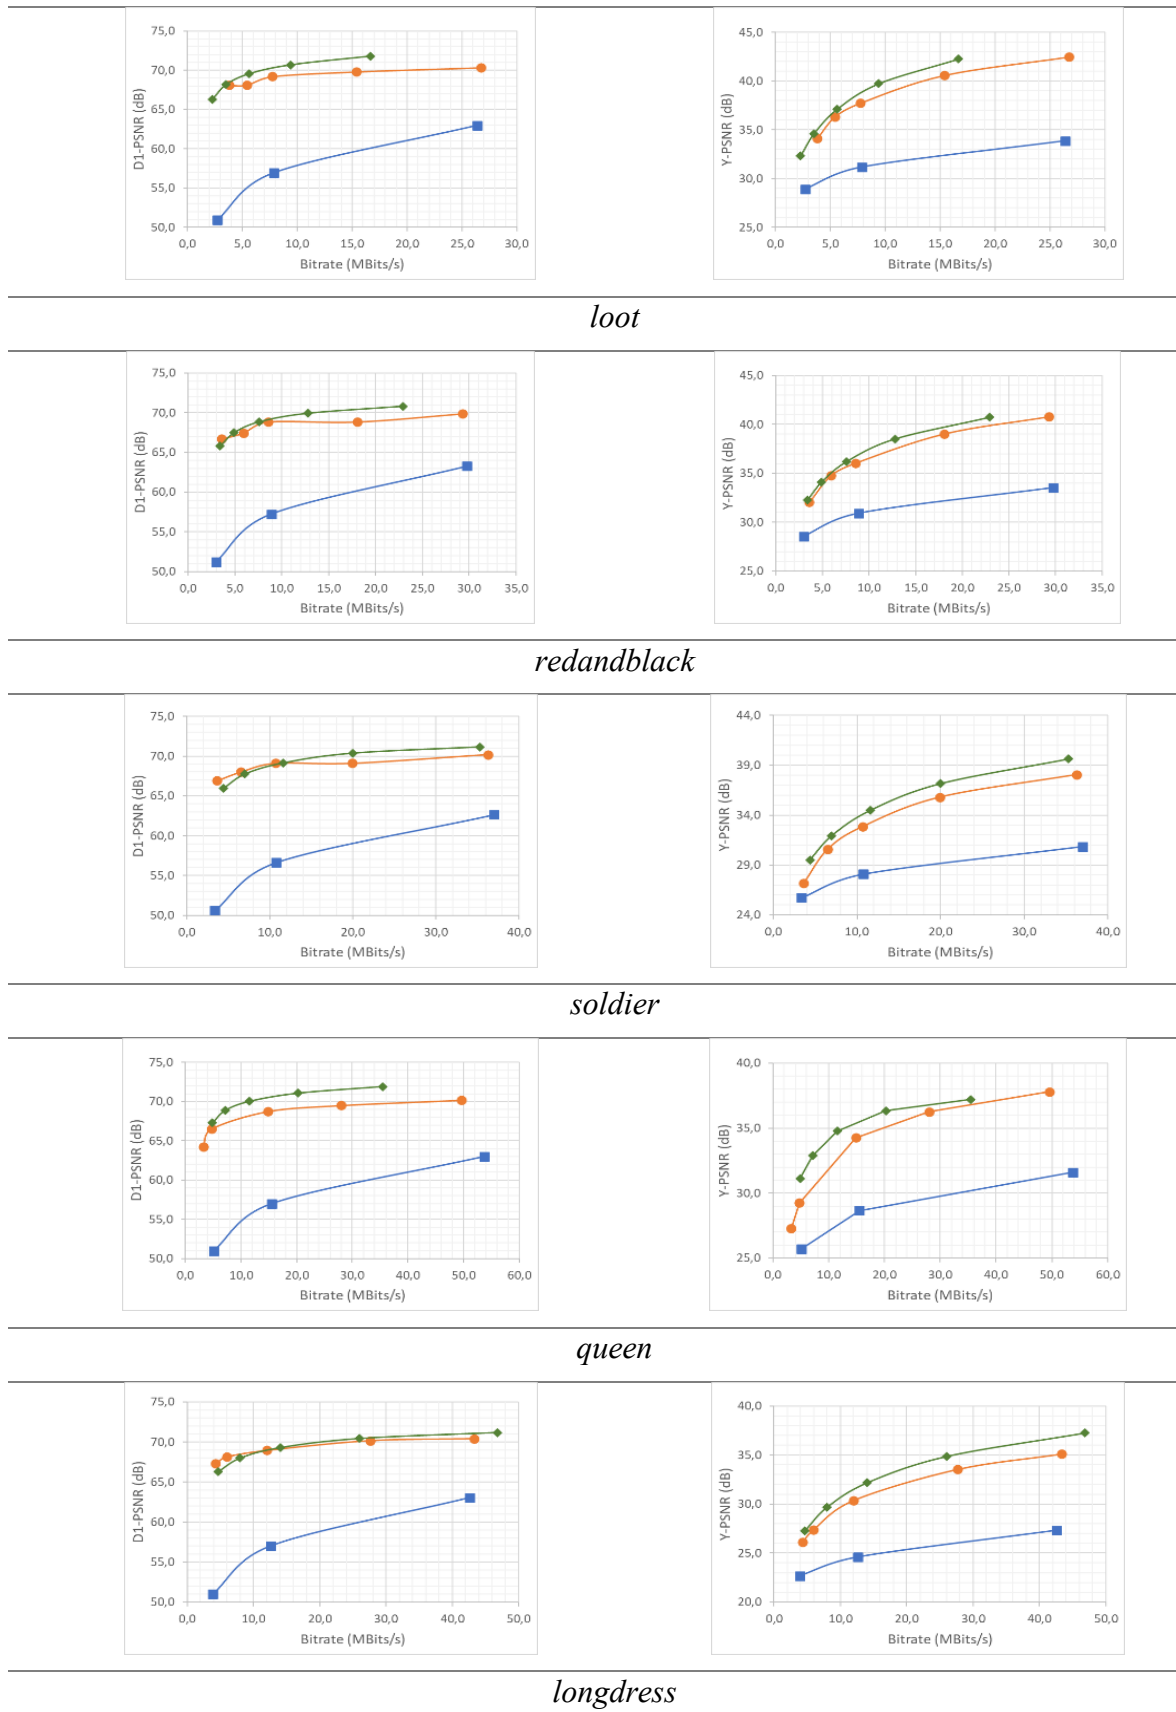 75,0
70,0
65,0
60,0
55,0
50,0
D1-PSNR (dB)
0,0 5,0 10,0 15,0 20,0 25,0 30,0
Bitrate (MBits/s)
45,0
40,0
35,0
30,0
25,0
Y-PSNR (dB)
0,0 5,0 10,0 15,0 20,0 25,0 30,0
Bitrate (MBits/s)
loot
75,0
70,0
65,0
60,0
55,0
50,0
D1-PSNR (dB)
0,0 5,0 10,0 15,0 20,0 25,0 30,0 35,0
Bitrate (MBits/s)
45,0
40,0
35,0
30,0
25,0
Y-PSNR (dB)
0,0 5,0 10,0 15,0 20,0 25,0 30,0 35,0
Bitrate (MBits/s)
redandblack
75,0
70,0
65,0
60,0
55,0
50,0
D1-PSNR (dB)
0,0 10,0 20,0 30,0 40,0
Bitrate (MBits/s)
44,0
39,0
34,0
29,0
24,0
Y-PSNR (dB)
0,0 10,0 20,0 30,0 40,0
Bitrate (MBits/s)
soldier
75,0
70,0
65,0
60,0
55,0
50,0
D1-PSNR (dB)
0,0 10,0 20,0 30,0 40,0 50,0 60,0
Bitrate (MBits/s)
40,0
35,0
30,0
25,0
Y-PSNR (dB)
0,0 10,0 20,0 30,0 40,0 50,0 60,0
Bitrate (MBits/s)
queen
75,0
70,0
65,0
60,0
55,0
50,0
D1-PSNR (dB)
0,0 10,0 20,0 30,0 40,0 50,0
Bitrate (MBits/s)
40,0
35,0
30,0
25,0
20,0
Y-PSNR (dB)
0,0 10,0 20,0 30,0 40,0 50,0
Bitrate (MBits/s)
longdress